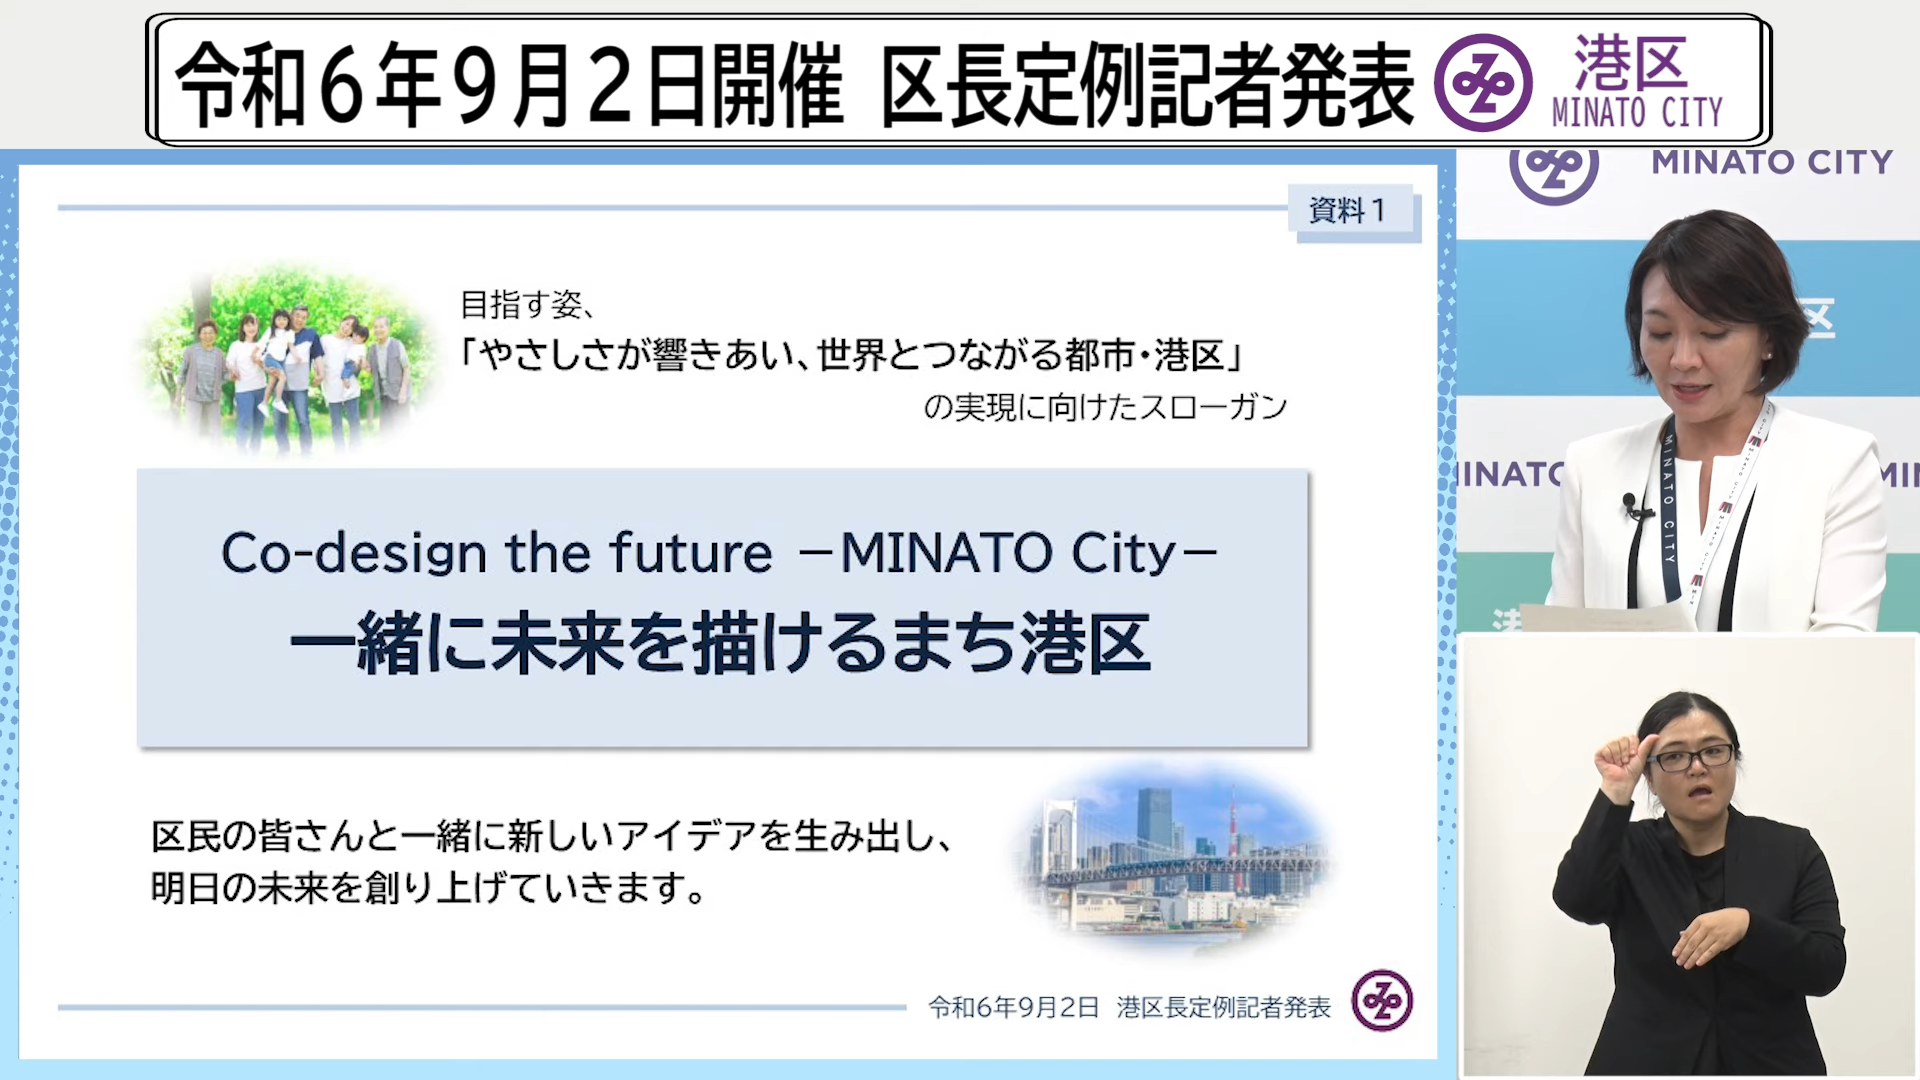 令和6年9月2日開催 区長定例記者発表
港区
MINATO CITY
MINATO CITY
資料1
目指す姿、
「やさしさが響きあい、世界とつながる都市・港区」
の実現に向けたスローガン
区
Co-design the future －MINATO City－
一緒に未来を描けるまち港区
INATO
MIN
MINATO CITY
港
区民の皆さんと一緒に新しいアイデアを生み出し、
明日の未来を創り上げていきます。
令和6年9月2日 港区長定例記者発表